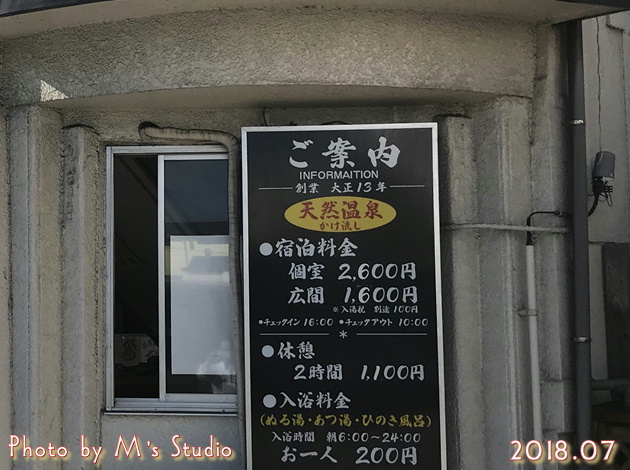 ご案内
INFORMAITION
創業 大正13年
天然温泉
かけ流し
●宿泊料金
個室 2,600円
広間 1,600円
※入湯税 別途100円
●チェックイン 16:00 ●チェックアウト 10:00
*
●休憩
2時間 1,100円
●入浴料金
(ぬる湯・あつ湯・ひのき風呂)
入浴時間 朝6:00〜24:00
お一人 200円
Photo by M's Studio
2018.07